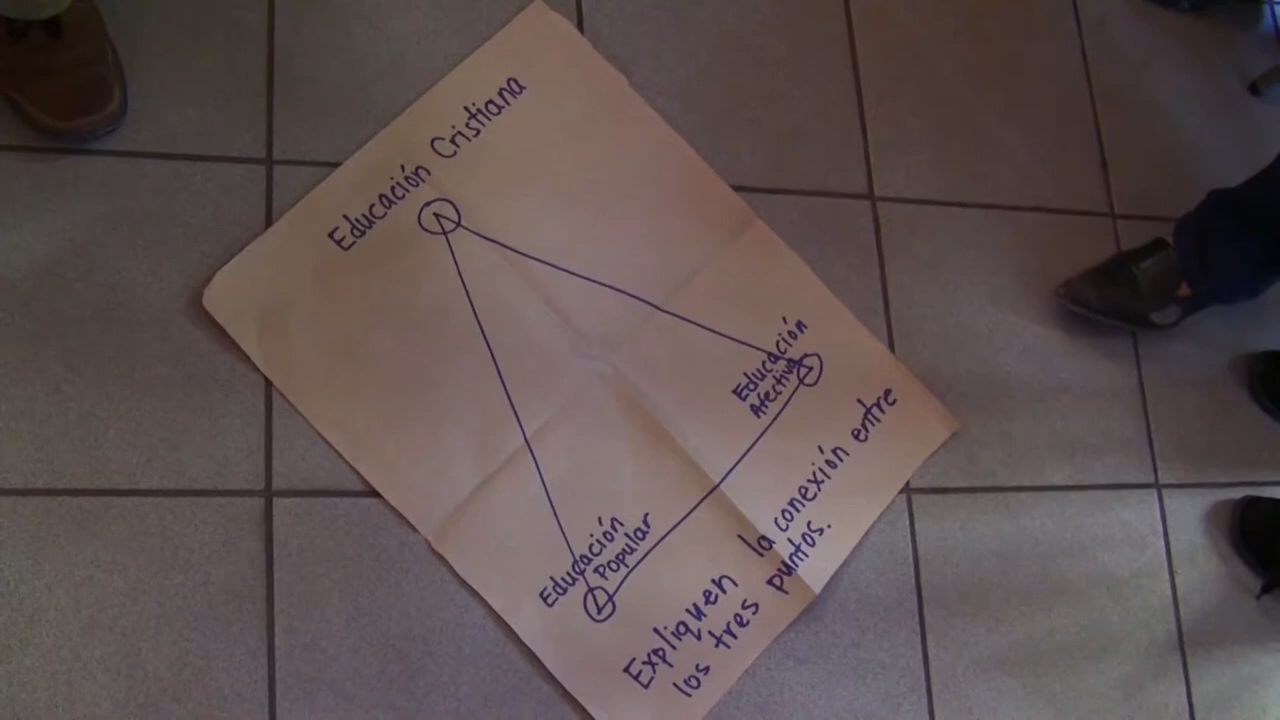 Educación Cristiana
Educación
Afectiva
Educación
Popular
Expliquen la conexión entre
los tres puntos.